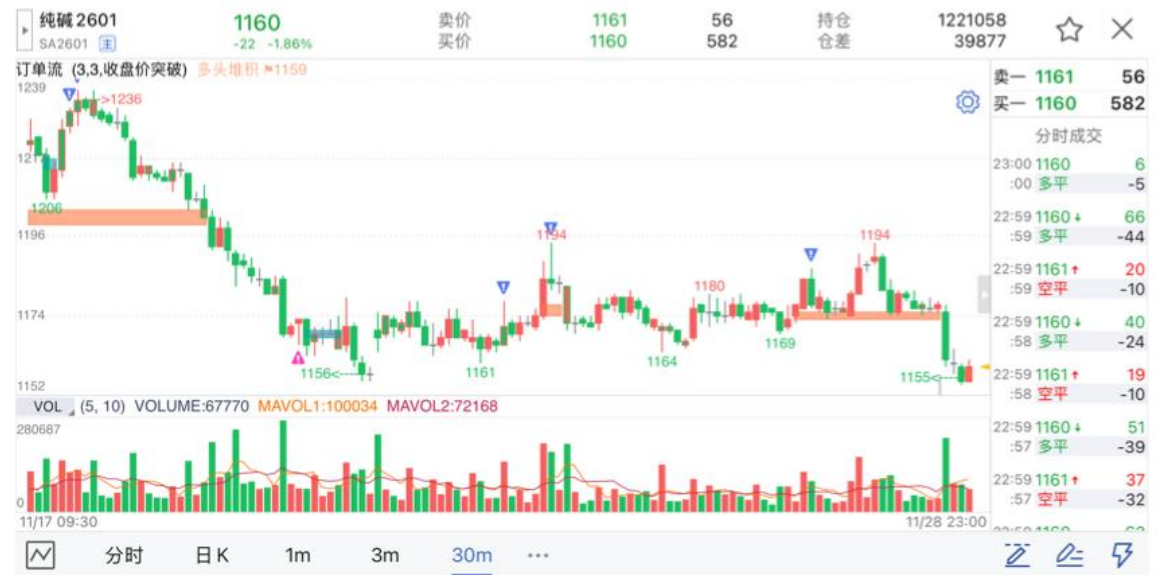 纯碱2601 1160 卖价 1161 56 持仓 1221058
SA2601 主 -22 -1.86% 买价 1160 582 仓差 39877
订单流 (3,3,收盘价突破) 多头堆积 1159
1239
>1236
1206
1196
1194
1194
1180
1174
1169
1164
1161
1156<
1155<
1152
VOL (5, 10) VOLUME:67770 MAVOL1:100034 MAVOL2:72168
280687
0
11/17 09:30 11/28 23:00
卖一 1161 56
买一 1160 582
分时成交
23:00 1160 6
:00 多平 -5
22:59 1160↓ 66
:59 多平 -44
22:59 1161↑ 20
:59 空平 -10
22:59 1160↓ 40
:58 多平 -24
22:59 1161↑ 19
:58 空平 -10
22:59 1160↓ 51
:57 多平 -39
22:59 1161↑ 37
:57 空平 -32
分时 日K 1m 3m 30m